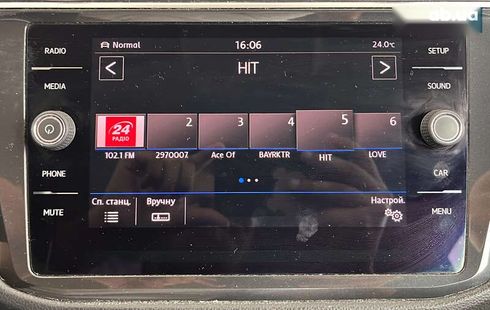 RADIO
MEDIA
PHONE
MUTE
Normal
16:06
24.0°C
HIT
24
РАДІО
2
3
4
5
6
102.1 FM
2970007.
Ace Of
BAYRKTR
HIT
LOVE
Сп. станц.
Вручну
Настрой.
SETUP
SOUND
CAR
MENU